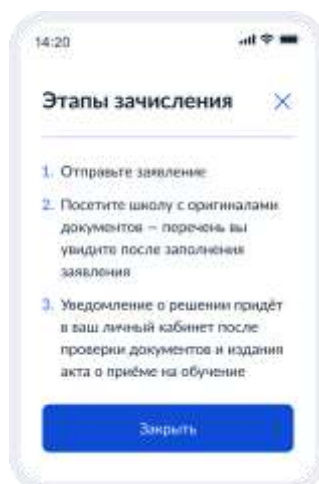 14:20
Этапы зачисления
1. Отправьте заявление
2. Посетите школу с оригиналами
документов — перечень вы
увидите после заполнения
заявления
3. Уведомление о решении придёт
в ваш личный кабинет после
проверки документов и издания
акта о приёме на обучение
Закрыть